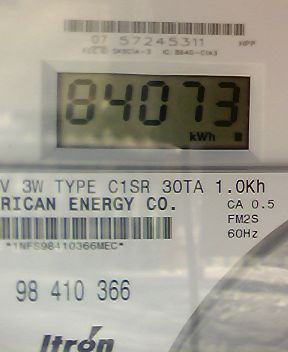 07 57245311 HPP
84073
kWh
V 3W TYPE C1SR 30TA 1.0Kh
RICAN ENERGY CO. CA 0.5
FM2S
*1NFS98410366MEC* 60Hz
98 410 366
Itron